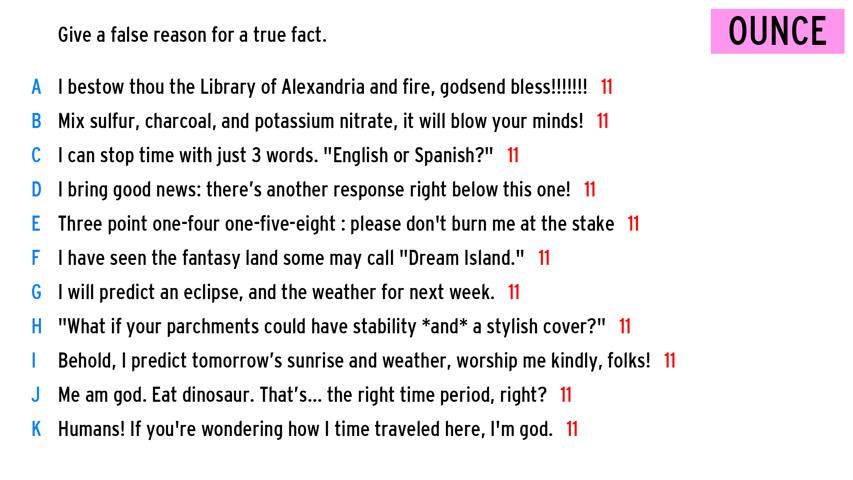 Give a false reason for a true fact.
OUNCE
A I bestow thou the Library of Alexandria and fire, godsend bless!!!!!!! 11
B Mix sulfur, charcoal, and potassium nitrate, it will blow your minds! 11
C I can stop time with just 3 words. "English or Spanish?" 11
D I bring good news: there's another response right below this one! 11
E Three point one-four one-five-eight : please don't burn me at the stake 11
F I have seen the fantasy land some may call "Dream Island." 11
G I will predict an eclipse, and the weather for next week. 11
H "What if your parchments could have stability *and* a stylish cover?" 11
I Behold, I predict tomorrow's sunrise and weather, worship me kindly, folks! 11
J Me am god. Eat dinosaur. That's... the right time period, right? 11
K Humans! If you're wondering how I time traveled here, I'm god. 11